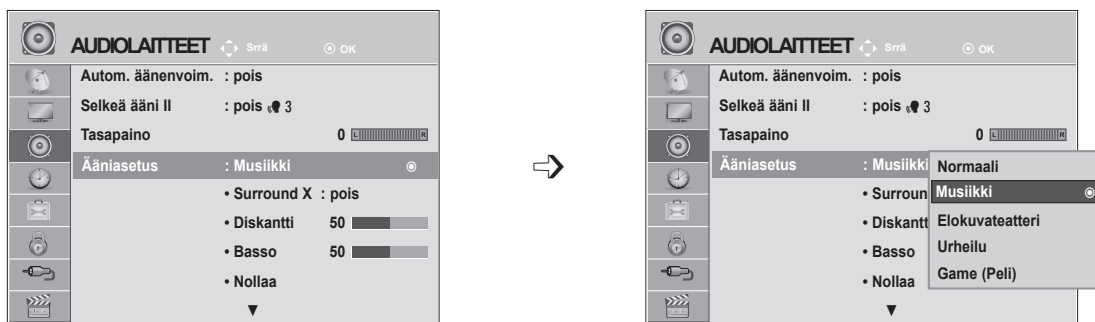 AUDIOLAITTEET Srrä OK
Autom. äänenvoim. : pois
Selkeä ääni II : pois 3
Tasapaino 0 L R
Ääniasetus : Musiikki
• Surround X : pois
• Diskantti 50
• Basso 50
• Nollaa
▼
AUDIOLAITTEET Srrä OK
Autom. äänenvoim. : pois
Selkeä ääni II : pois 3
Tasapaino 0 L R
Ääniasetus : Musiikki
• Surroun
• Diskantt
• Basso
• Nollaa
▼
Normaali
Musiikki
Elokuvateatteri
Urheilu
Game (Peli)